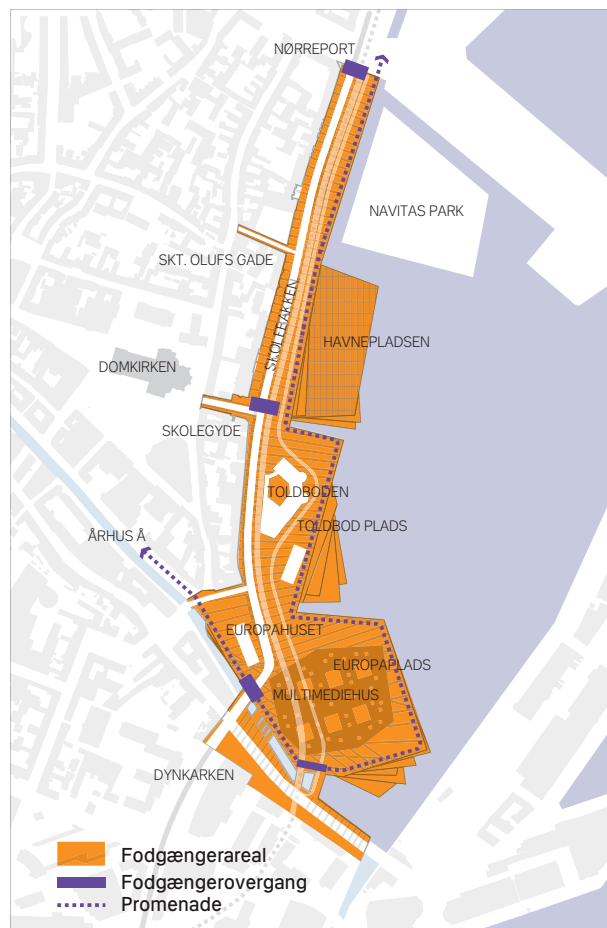 NØRREPORT
NAVITAS PARK
SKT. OLUFS GADE
SKOLEBAKKEN
HAVNEPLADSEN
DOMKIRKEN
SKOLEGYDE
TOLDBODEN
TOLDBOD PLADS
ÅRHUS Å
EUROPAHUSET
EUROPAPLADS
MULTIMEDIEHUS
DYNKARKEN
Fodgængerareal
Fodgængerovergang
Promenade